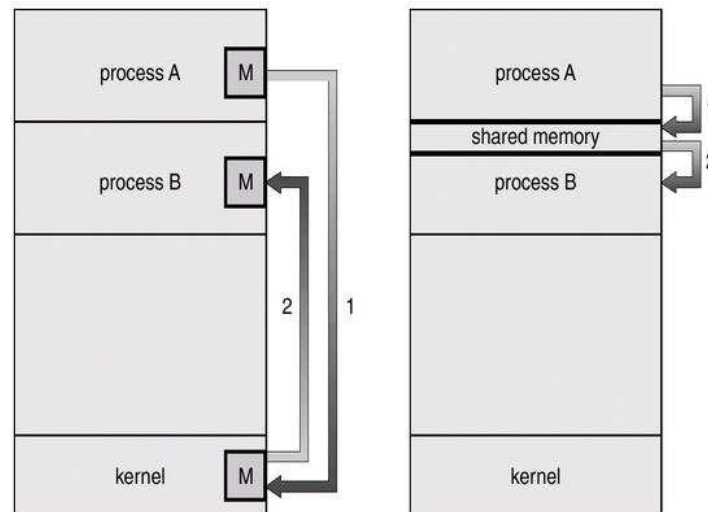 process A M
process B M
2 1
kernel M
process A
shared memory
process B
2
kernel